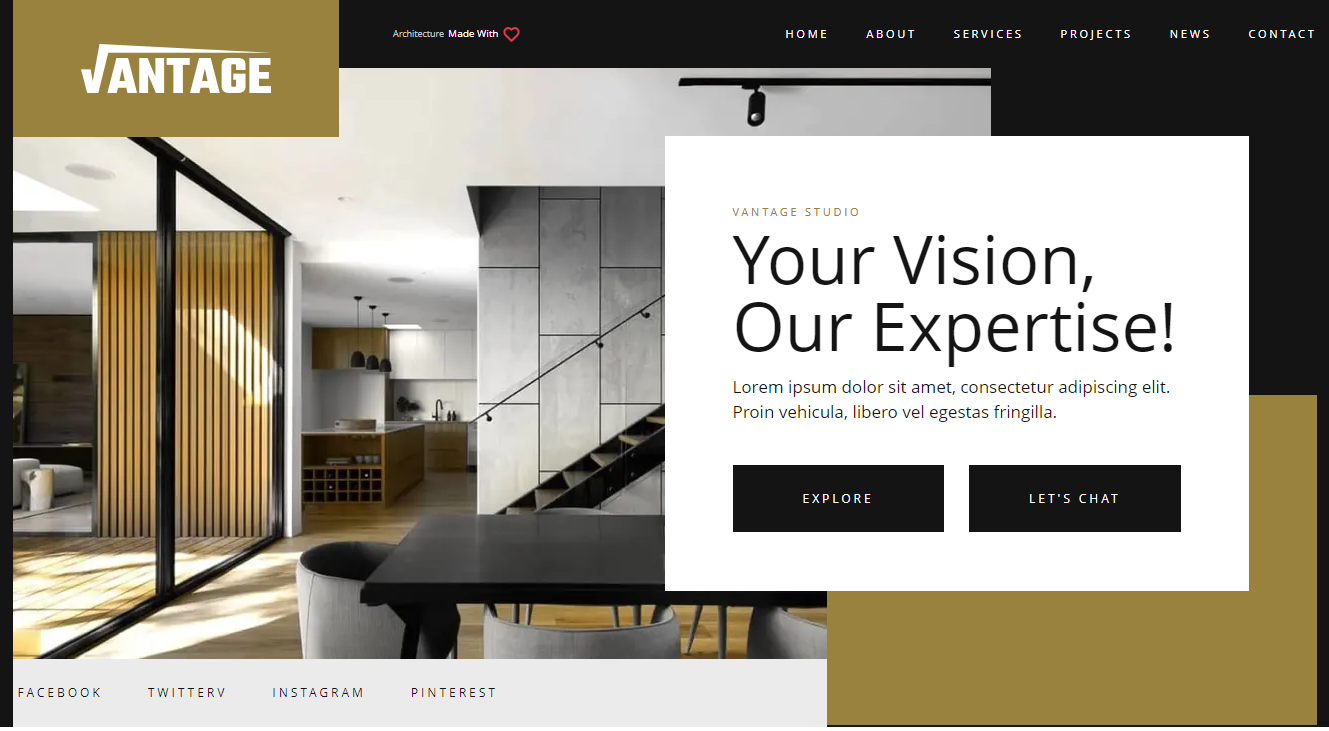 VANTAGE
Architecture Made With
HOME ABOUT SERVICES PROJECTS NEWS CONTACT
VANTAGE STUDIO
Your Vision,
Our Expertise!
Lorem ipsum dolor sit amet, consectetur adipiscing elit.
Proin vehicula, libero vel egestas fringilla.
EXPLORE LET'S CHAT
FACEBOOK TWITTERV INSTAGRAM PINTEREST